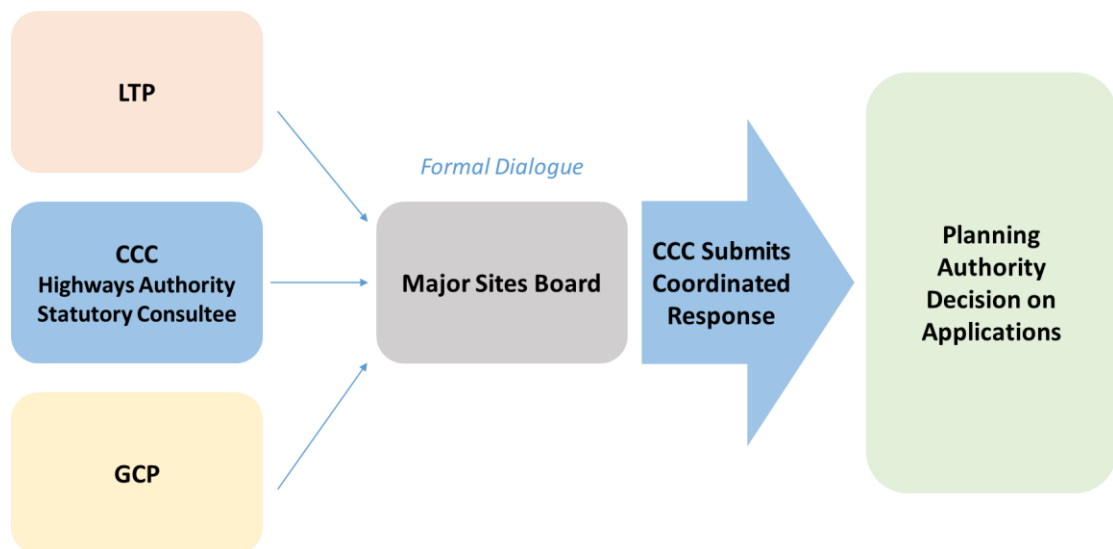 LTP
CCC
Highways Authority
Statutory Consultee
GCP
Formal Dialogue
Major Sites Board
CCC Submits
Coordinated
Response
Planning
Authority
Decision on
Applications